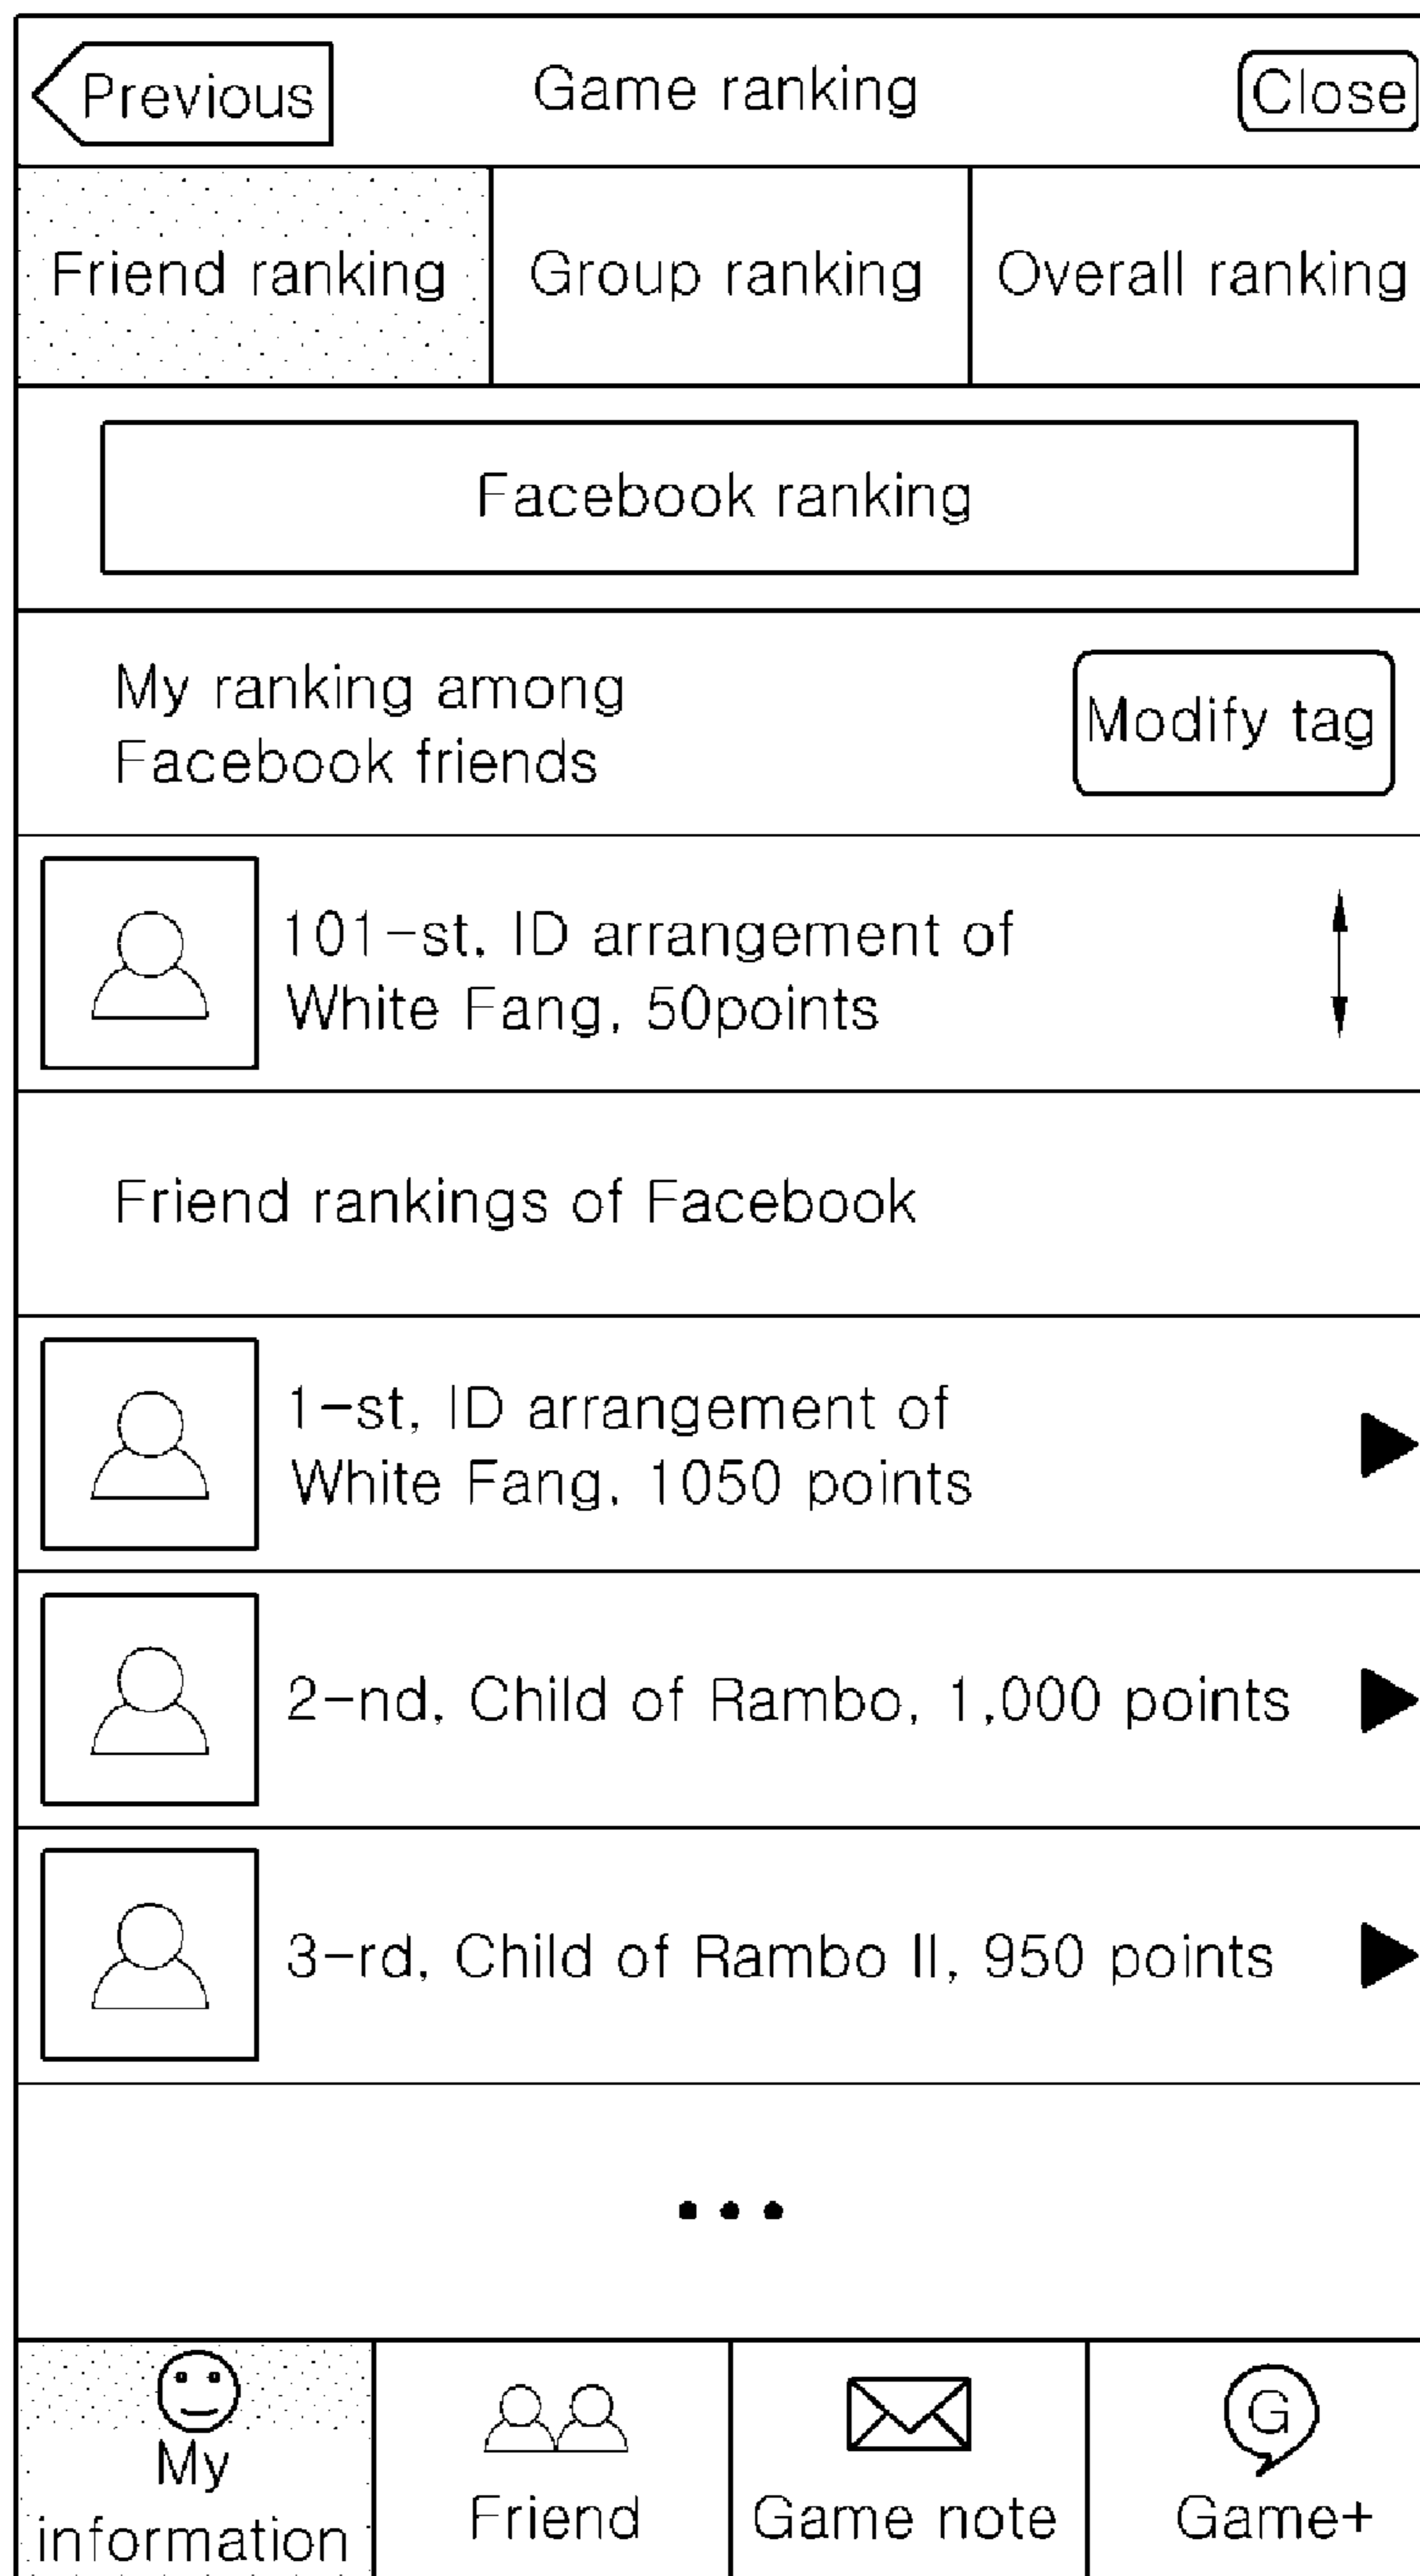 Previous
Game ranking
Close
Friend ranking
Group ranking
Overall ranking
Facebook ranking
My ranking among
Facebook friends
Modify tag
101-st, ID arrangement of
White Fang, 50points
Friend rankings of Facebook
1-st, ID arrangement of
White Fang, 1050 points
2-nd, Child of Rambo, 1,000 points
3-rd, Child of Rambo II, 950 points
...
My
information
Friend
Game note
G
Game+